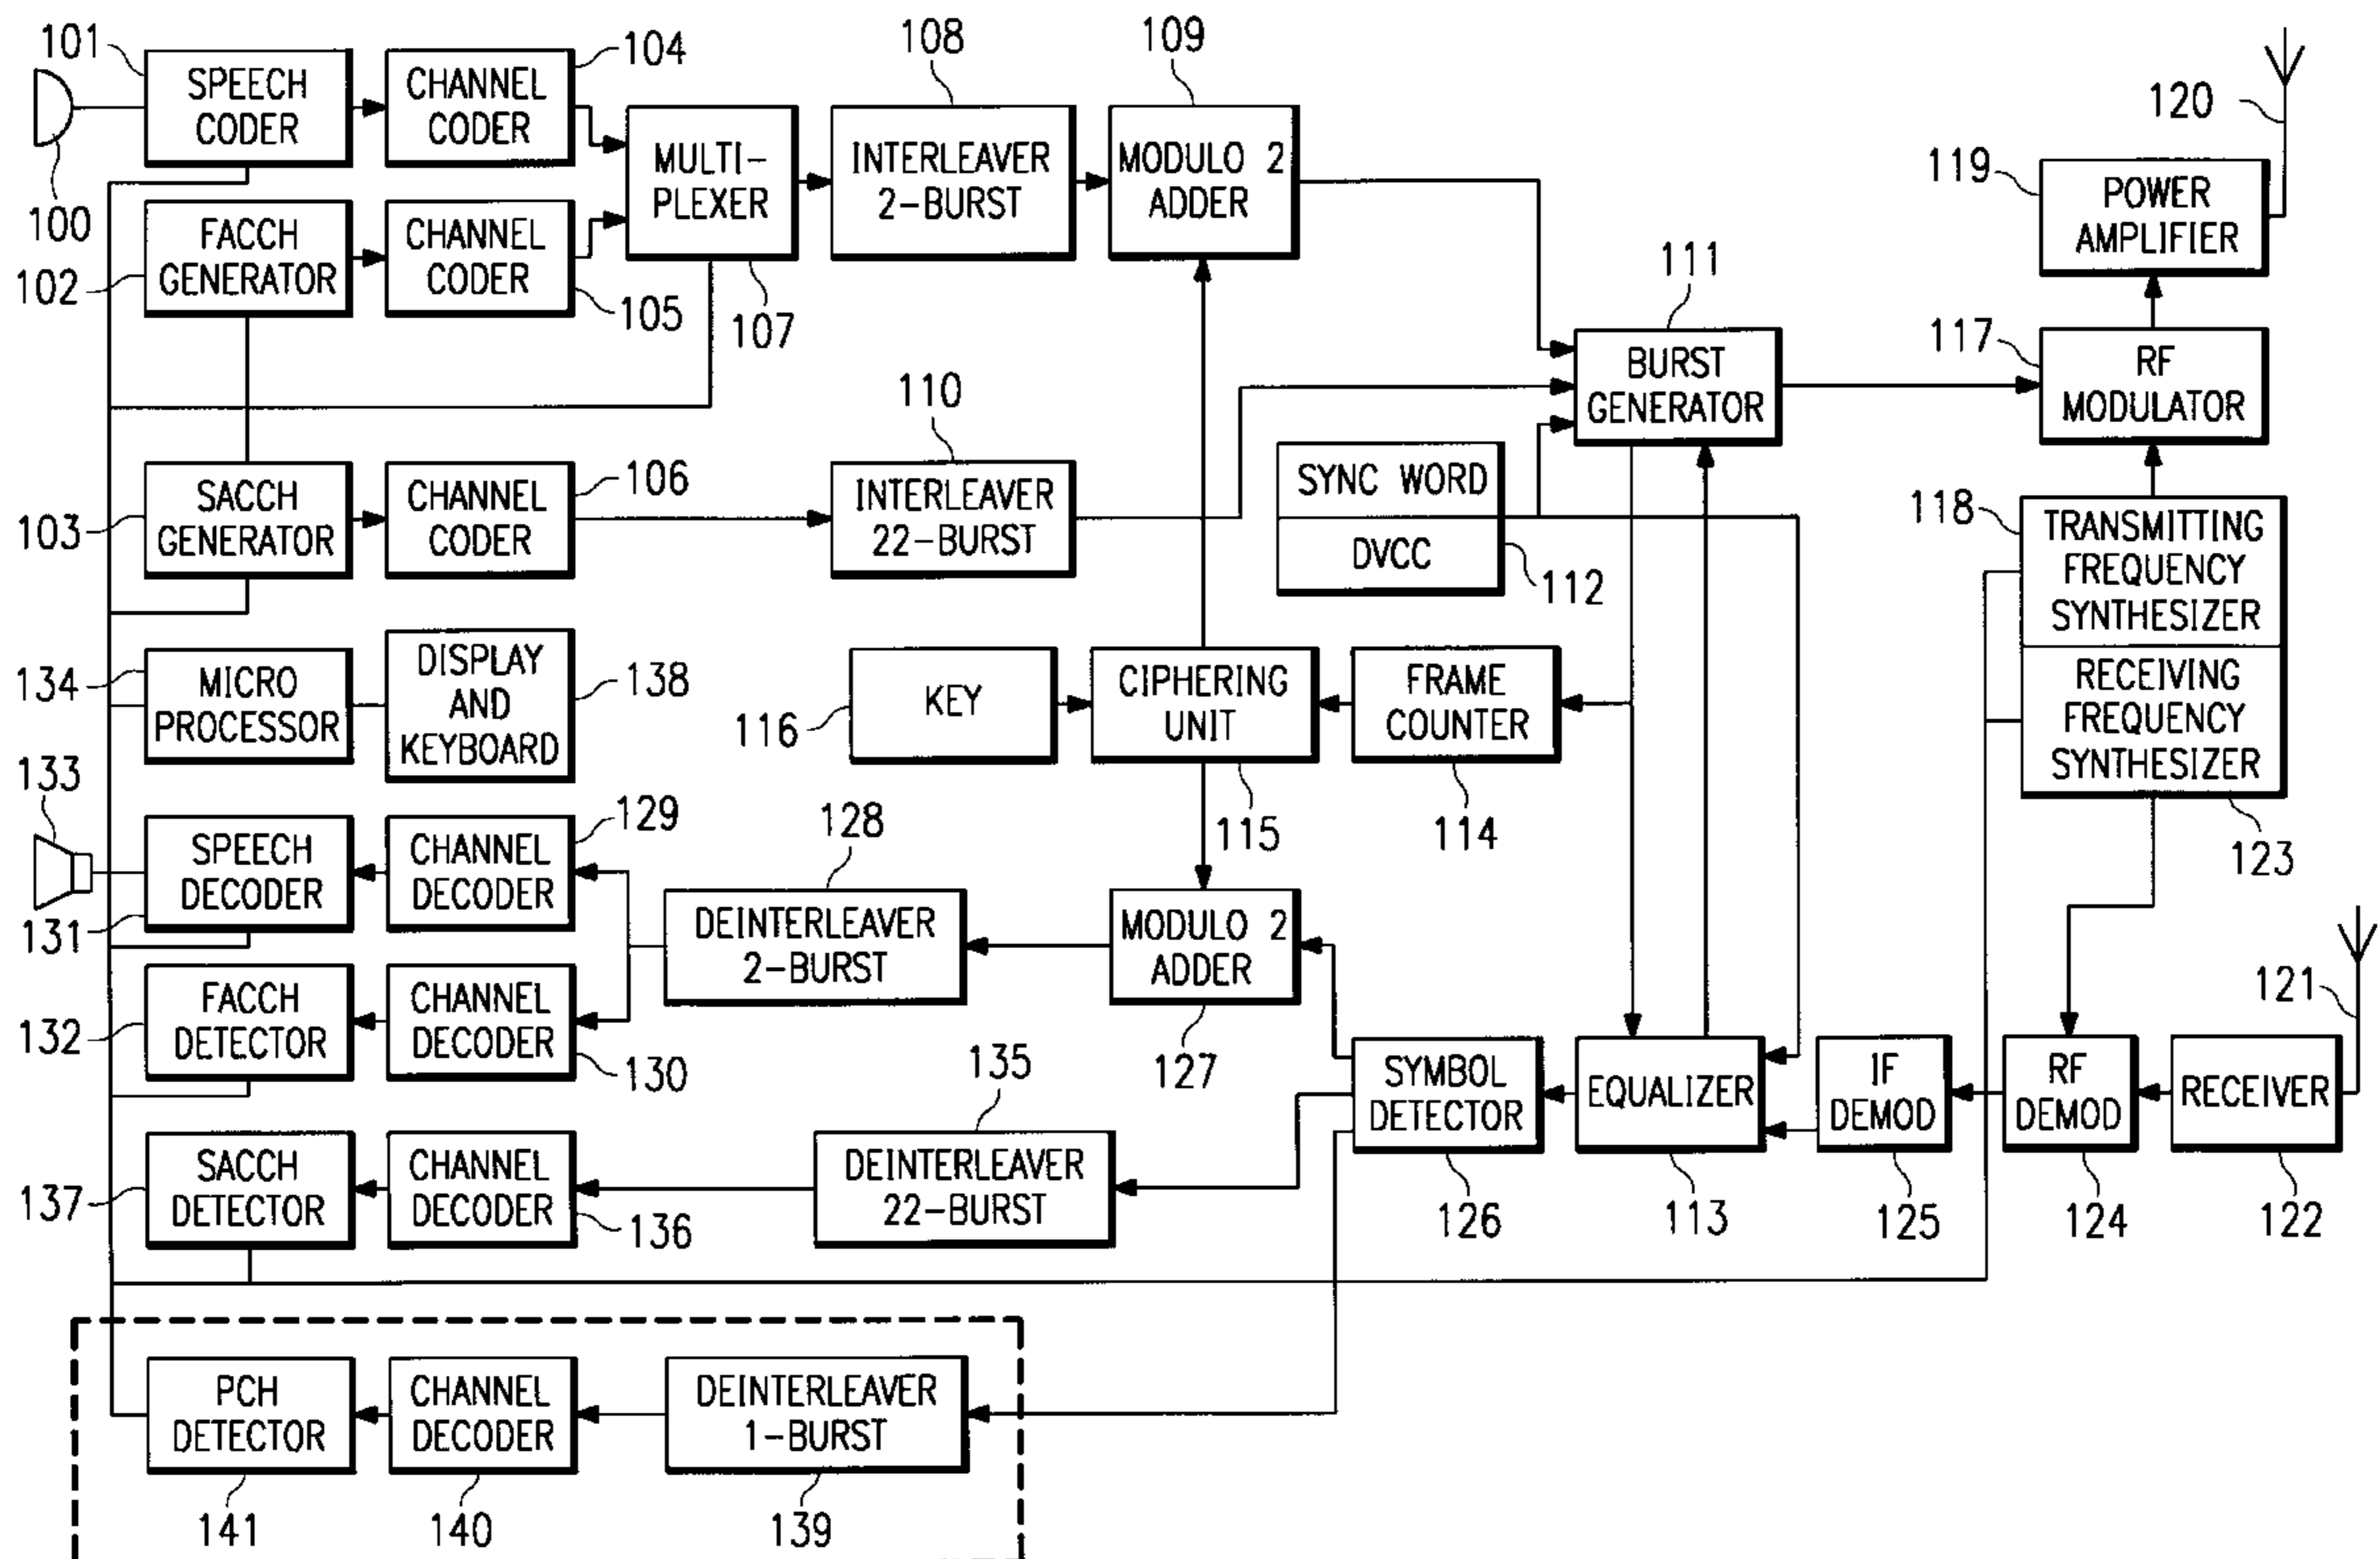 101
SPEECH
CODER
CHANNEL
CODER
104
100
108
109
MULTI-
PLEXER
INTERLEAVER
2-BURST
MODULO 2
ADDER
120
119
POWER
AMPLIFIER
102
FACCH
GENERATOR
CHANNEL
CODER
105
107
111
BURST
GENERATOR
117
RF
MODULATOR
110
103
SACCH
GENERATOR
CHANNEL
CODER
106
INTERLEAVER
22-BURST
SYNC WORD
DVCC
112
118
TRANSMITTING
FREQUENCY
SYNTHESIZER
RECEIVING
FREQUENCY
SYNTHESIZER
123
134
MICRO
PROCESSOR
DISPLAY
AND
KEYBOARD
138
116
KEY
CIPHERING
UNIT
115
FRAME
COUNTER
114
133
SPEECH
DECODER
131
CHANNEL
DECODER
129
128
DEINTERLEAVER
2-BURST
MODULO 2
ADDER
127
121
132
FACCH
DETECTOR
CHANNEL
DECODER
130
135
SYMBOL
DETECTOR
126
EQUALIZER
113
IF
DEMOD
125
RF
DEMOD
124
RECEIVER
122
137
SACCH
DETECTOR
CHANNEL
DECODER
136
DEINTERLEAVER
22-BURST
PCH
DETECTOR
141
CHANNEL
DECODER
140
DEINTERLEAVER
1-BURST
139